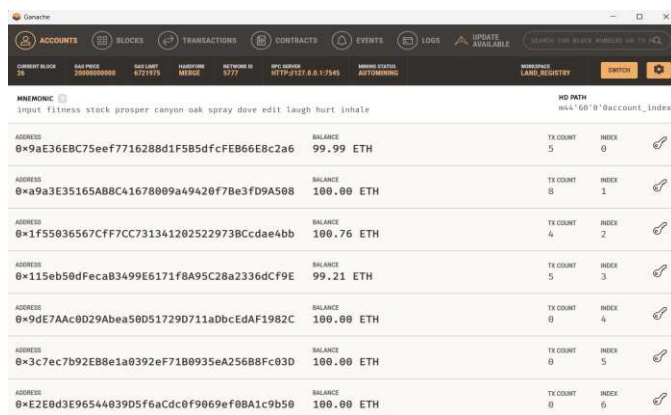 Ganache
ACCOUNTS BLOCKS TRANSACTIONS CONTRACTS EVENTS LOGS UPDATE AVAILABLE SEARCH FOR BLOCK NUMBERS OR TX
CURRENT BLOCK GAS PRICE GAS LIMIT HARDFORK NETWORK ID RPC SERVER MINING STATUS WORKSPACE
26 20000000000 6721975 MERGE 5777 HTTP://127.0.0.1:7545 AUTOMINING LAND_REGISTRY SWITCH
MNEMONIC HD PATH
input fitness stock prosper canyon oak spray dove edit laugh hurt inhale m44'60'0'0account_index
ADDRESS BALANCE TX COUNT INDEX
0×9aE36EBC75eef7716288d1F5B5dfcFEB66E8c2a6 99.99 ETH 5 0
ADDRESS BALANCE TX COUNT INDEX
0×a9a3E35165AB8C41678009a49420f7Be3fD9A508 100.00 ETH 8 1
ADDRESS BALANCE TX COUNT INDEX
0×1f55036567CfF7CC731341202522973BCcdae4bb 100.76 ETH 4 2
ADDRESS BALANCE TX COUNT INDEX
0×115eb50dFecaB3499E6171f8A95C28a2336dCf9E 99.21 ETH 5 3
ADDRESS BALANCE TX COUNT INDEX
0×9dE7AAc0D29Abea50D51729D711aDbcEdAF1982C 100.00 ETH 0 4
ADDRESS BALANCE TX COUNT INDEX
0×3c7ec7b92EB8e1a0392eF71B0935eA256B8Fc03D 100.00 ETH 0 5
ADDRESS BALANCE TX COUNT INDEX
0×E2E0d3E96544039D5f6aCdc0f9069ef0BA1c9b50 100.00 ETH 0 6